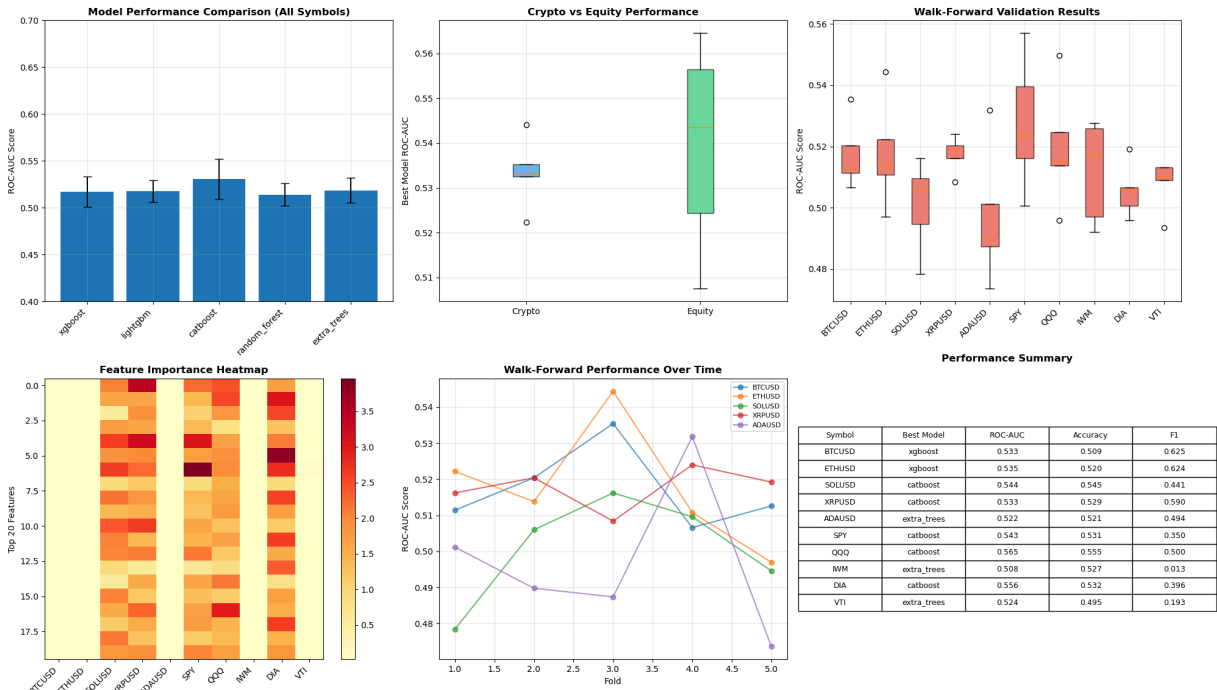 Model Performance Comparison (All Symbols)
ROC-AUC Score
0.70
0.65
0.60
0.55
0.50
0.45
0.40
xgboost
lightgbm
catboost
random_forest
extra_trees
Crypto vs Equity Performance
Best Model ROC-AUC
0.56
0.55
0.54
0.53
0.52
0.51
Crypto
Equity
Walk-Forward Validation Results
ROC-AUC Score
0.56
0.54
0.52
0.50
0.48
BTCUSD
ETHUSD
SOLUSD
XRPUSD
ADAUSD
SPY
QQQ
IWM
DIA
VTI
Feature Importance Heatmap
Top 20 Features
0.0
2.5
5.0
7.5
10.0
12.5
15.0
17.5
BTCUSD
ETHUSD
SOLUSD
XRPUSD
ADAUSD
SPY
QQQ
IWM
DIA
VTI
3.5
3.0
2.5
2.0
1.5
1.0
0.5
Walk-Forward Performance Over Time
ROC-AUC Score
0.54
0.53
0.52
0.51
0.50
0.49
0.48
BTCUSD
ETHUSD
SOLUSD
XRPUSD
ADAUSD
1.0 1.5 2.0 2.5 3.0 3.5 4.0 4.5 5.0
Fold
Performance Summary
Symbol Best Model ROC-AUC Accuracy F1
BTCUSD xgboost 0.533 0.509 0.625
ETHUSD xgboost 0.535 0.520 0.624
SOLUSD catboost 0.544 0.545 0.441
XRPUSD catboost 0.533 0.529 0.590
ADAUSD extra_trees 0.522 0.521 0.494
SPY catboost 0.543 0.531 0.350
QQQ catboost 0.565 0.555 0.500
IWM extra_trees 0.508 0.527 0.013
DIA catboost 0.556 0.532 0.396
VTI extra_trees 0.524 0.495 0.193